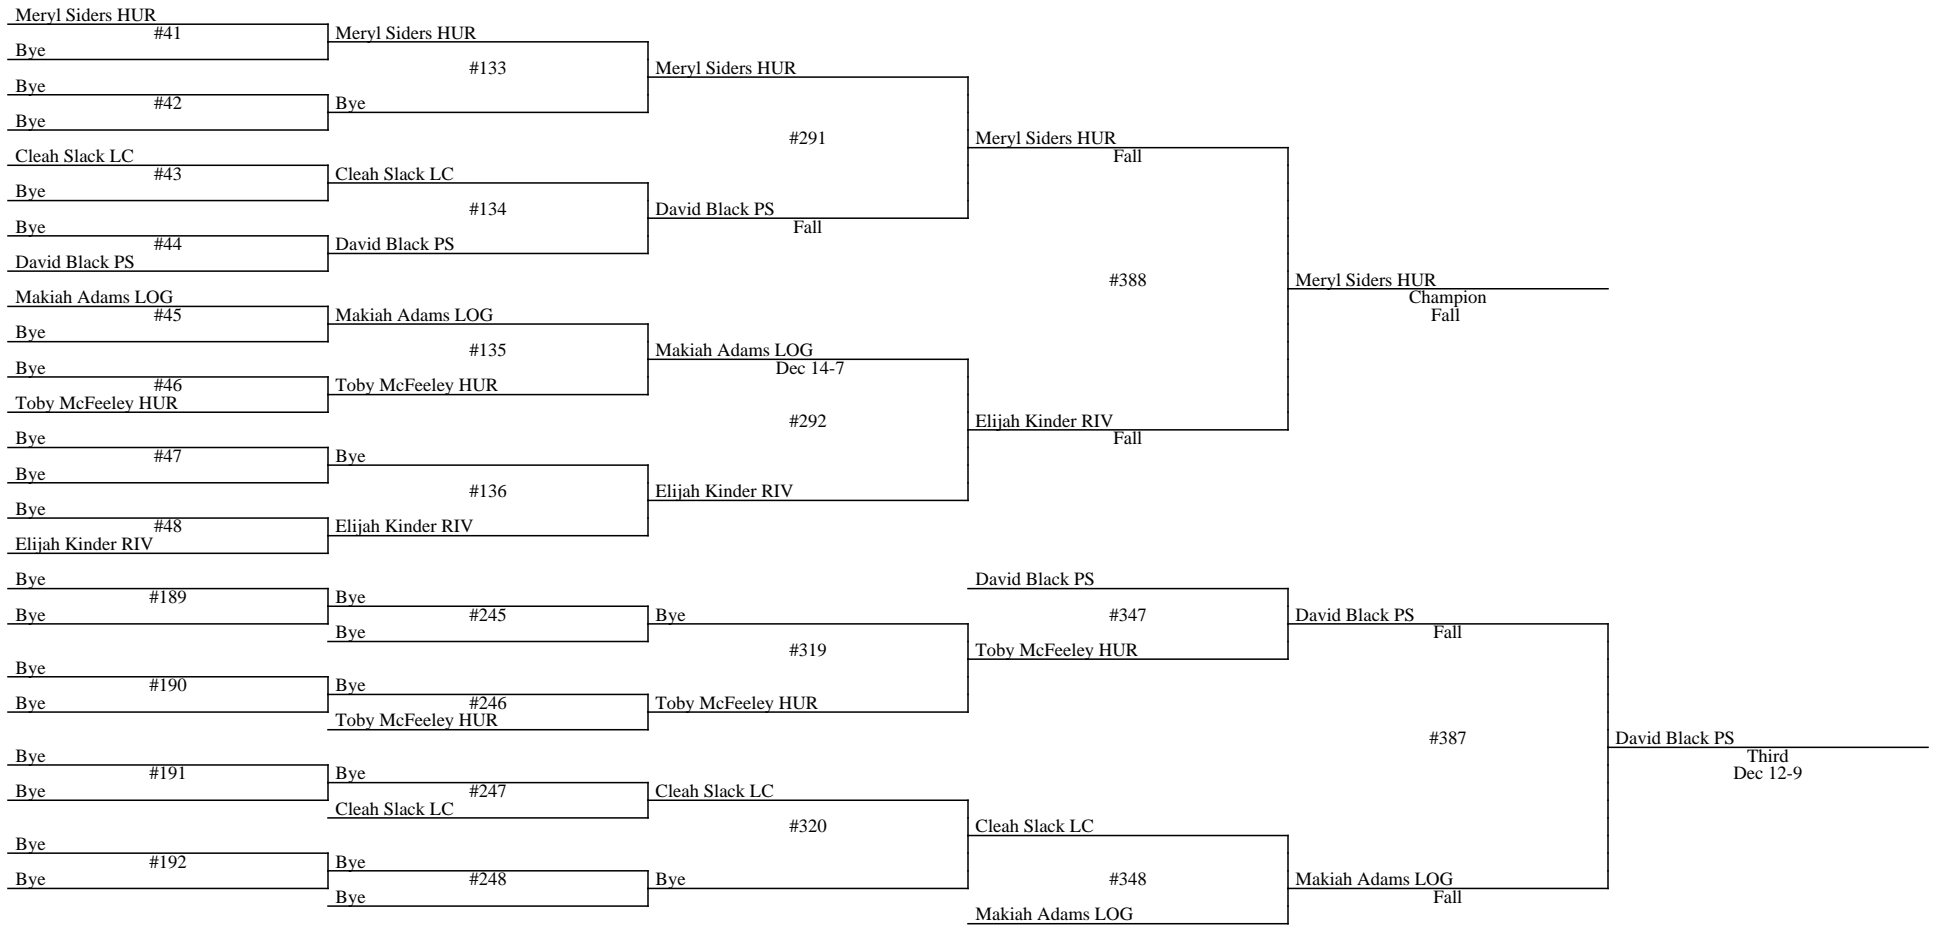 Meryl Siders HUR
#41
Bye
Meryl Siders HUR
#133
Bye
#42
Bye
Bye
Meryl Siders HUR
#291
Cleah Slack LC
#43
Bye
Cleah Slack LC
#134
Bye
#44
David Black PS
David Black PS
David Black PS
Fall
Meryl Siders HUR
Fall
#388
Makiah Adams LOG
#45
Bye
Makiah Adams LOG
#135
Bye
#46
Toby McFeeley HUR
Toby McFeeley HUR
Makiah Adams LOG
Dec 14-7
#292
Bye
#47
Bye
Bye
#136
Bye
#48
Elijah Kinder RIV
Elijah Kinder RIV
Elijah Kinder RIV
Elijah Kinder RIV
Fall
Meryl Siders HUR
Champion
Fall
Bye
#189
Bye
Bye
#245
Bye
Bye
#319
Bye
#190
Bye
Bye
#246
Toby McFeeley HUR
Toby McFeeley HUR
David Black PS
#347
Toby McFeeley HUR
David Black PS
Fall
#387
Bye
#191
Bye
Bye
#247
Cleah Slack LC
Cleah Slack LC
#320
Bye
#192
Bye
Bye
#248
Bye
Bye
Cleah Slack LC
#348
Makiah Adams LOG
Makiah Adams LOG
Fall
David Black PS
Third
Dec 12-9